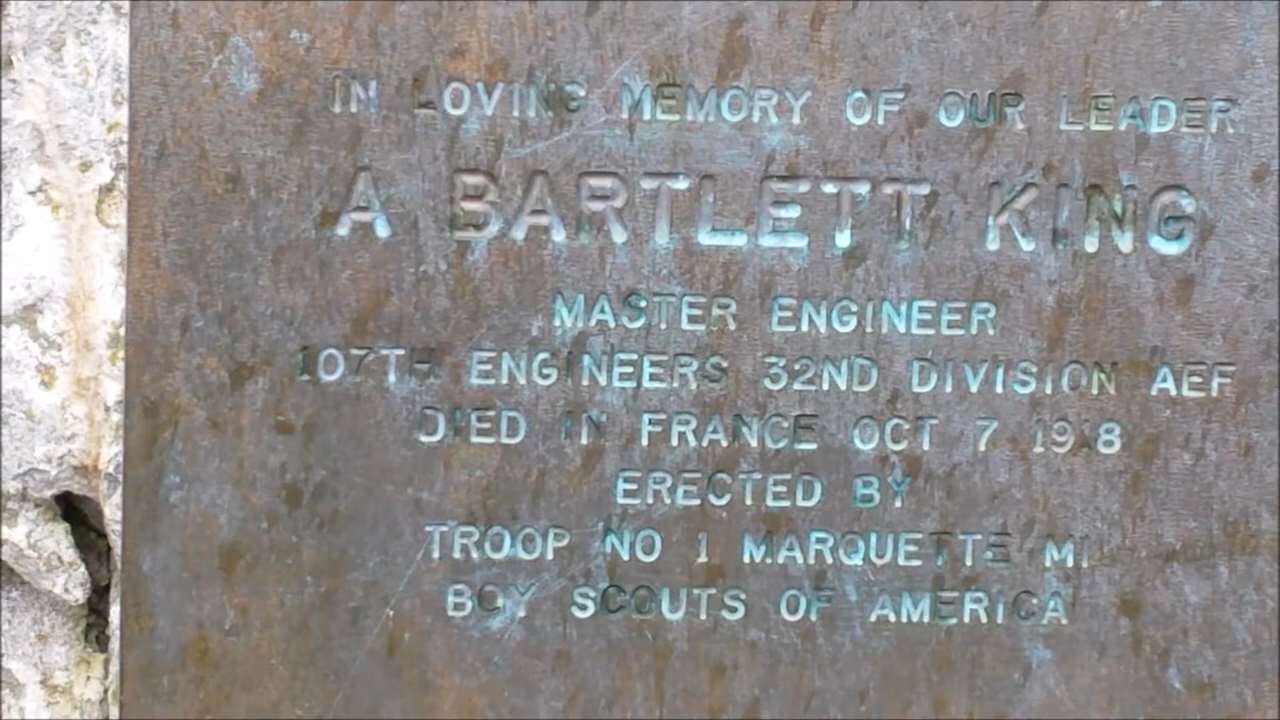 IN LOVING MEMORY OF OUR LEADER
A BARTLETT KING
MASTER ENGINEER
107TH ENGINEERS 32ND DIVISION AEF
DIED IN FRANCE OCT 7 1918
ERECTED BY
TROOP NO 1 MARQUETTE MI
BOY SCOUTS OF AMERICA